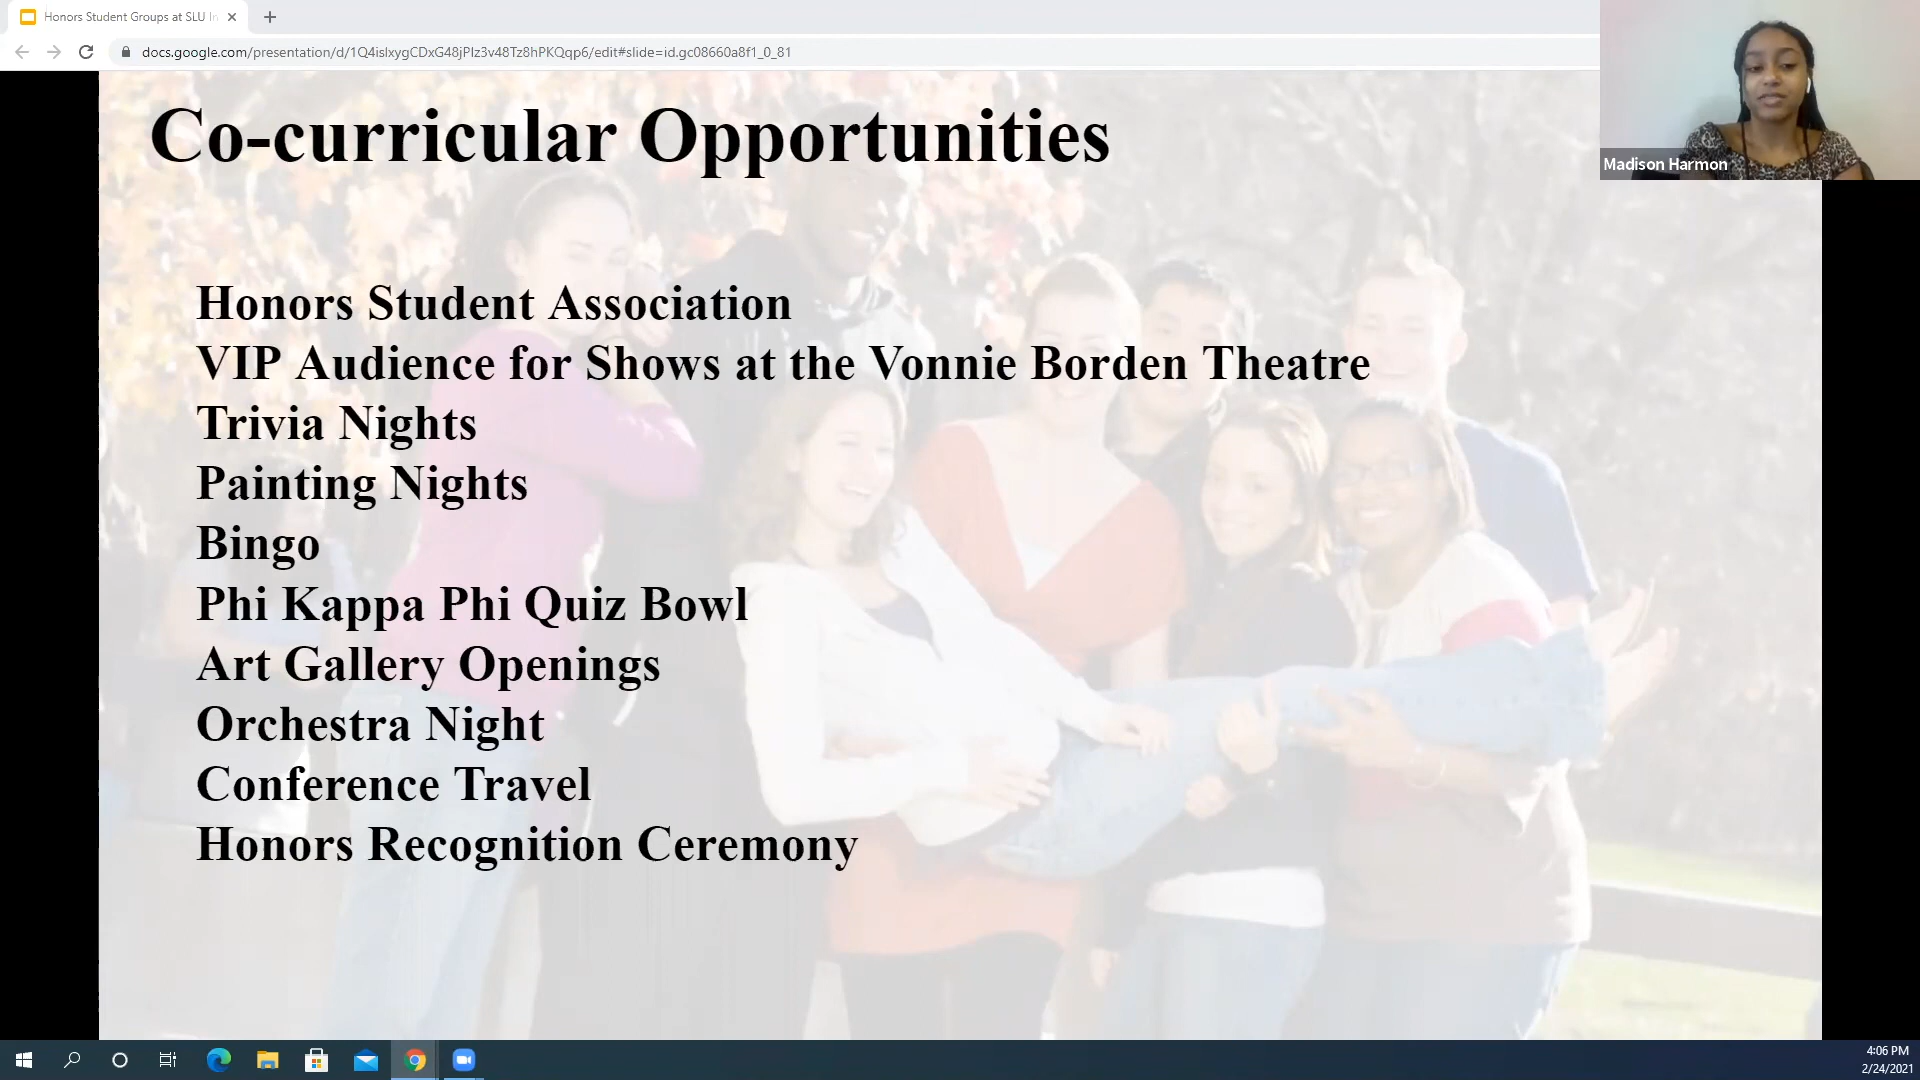 Honors Student Groups at SLU In
docs.google.com/presentation/d/1Q4islxygCDxG48jPIz3v48Tz8hPKQqp6/edit#slide=id.gc08660a8f1_0_81
Madison Harmon
Co-curricular Opportunities
Honors Student Association
VIP Audience for Shows at the Vonnie Borden Theatre
Trivia Nights
Painting Nights
Bingo
Phi Kappa Phi Quiz Bowl
Art Gallery Openings
Orchestra Night
Conference Travel
Honors Recognition Ceremony
4:06 PM
2/24/2021